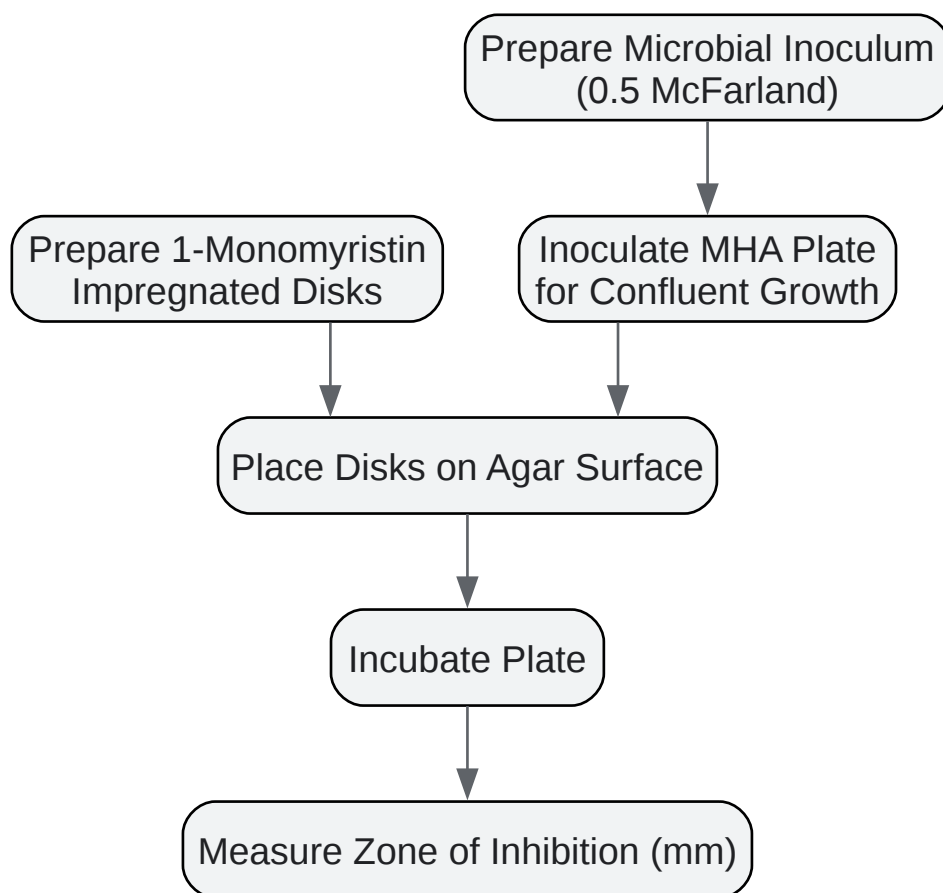 Prepare Microbial Inoculum
(0.5 McFarland)
Prepare 1-Monomyristin
Impregnated Disks
Inoculate MHA Plate
for Confluent Growth
Place Disks on Agar Surface
Incubate Plate
Measure Zone of Inhibition (mm)